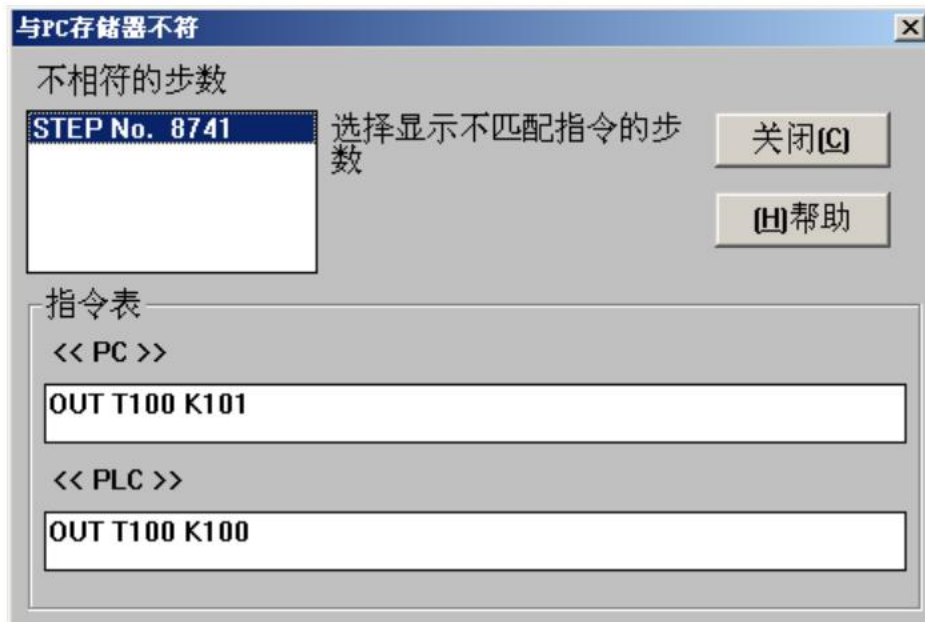 与PC存储器不符
不相符的步数
STEP No. 8741
选择显示不匹配指令的步
数
关闭(C)
(H)帮助
指令表
<< PC >>
OUT T100 K101
<< PLC >>
OUT T100 K100